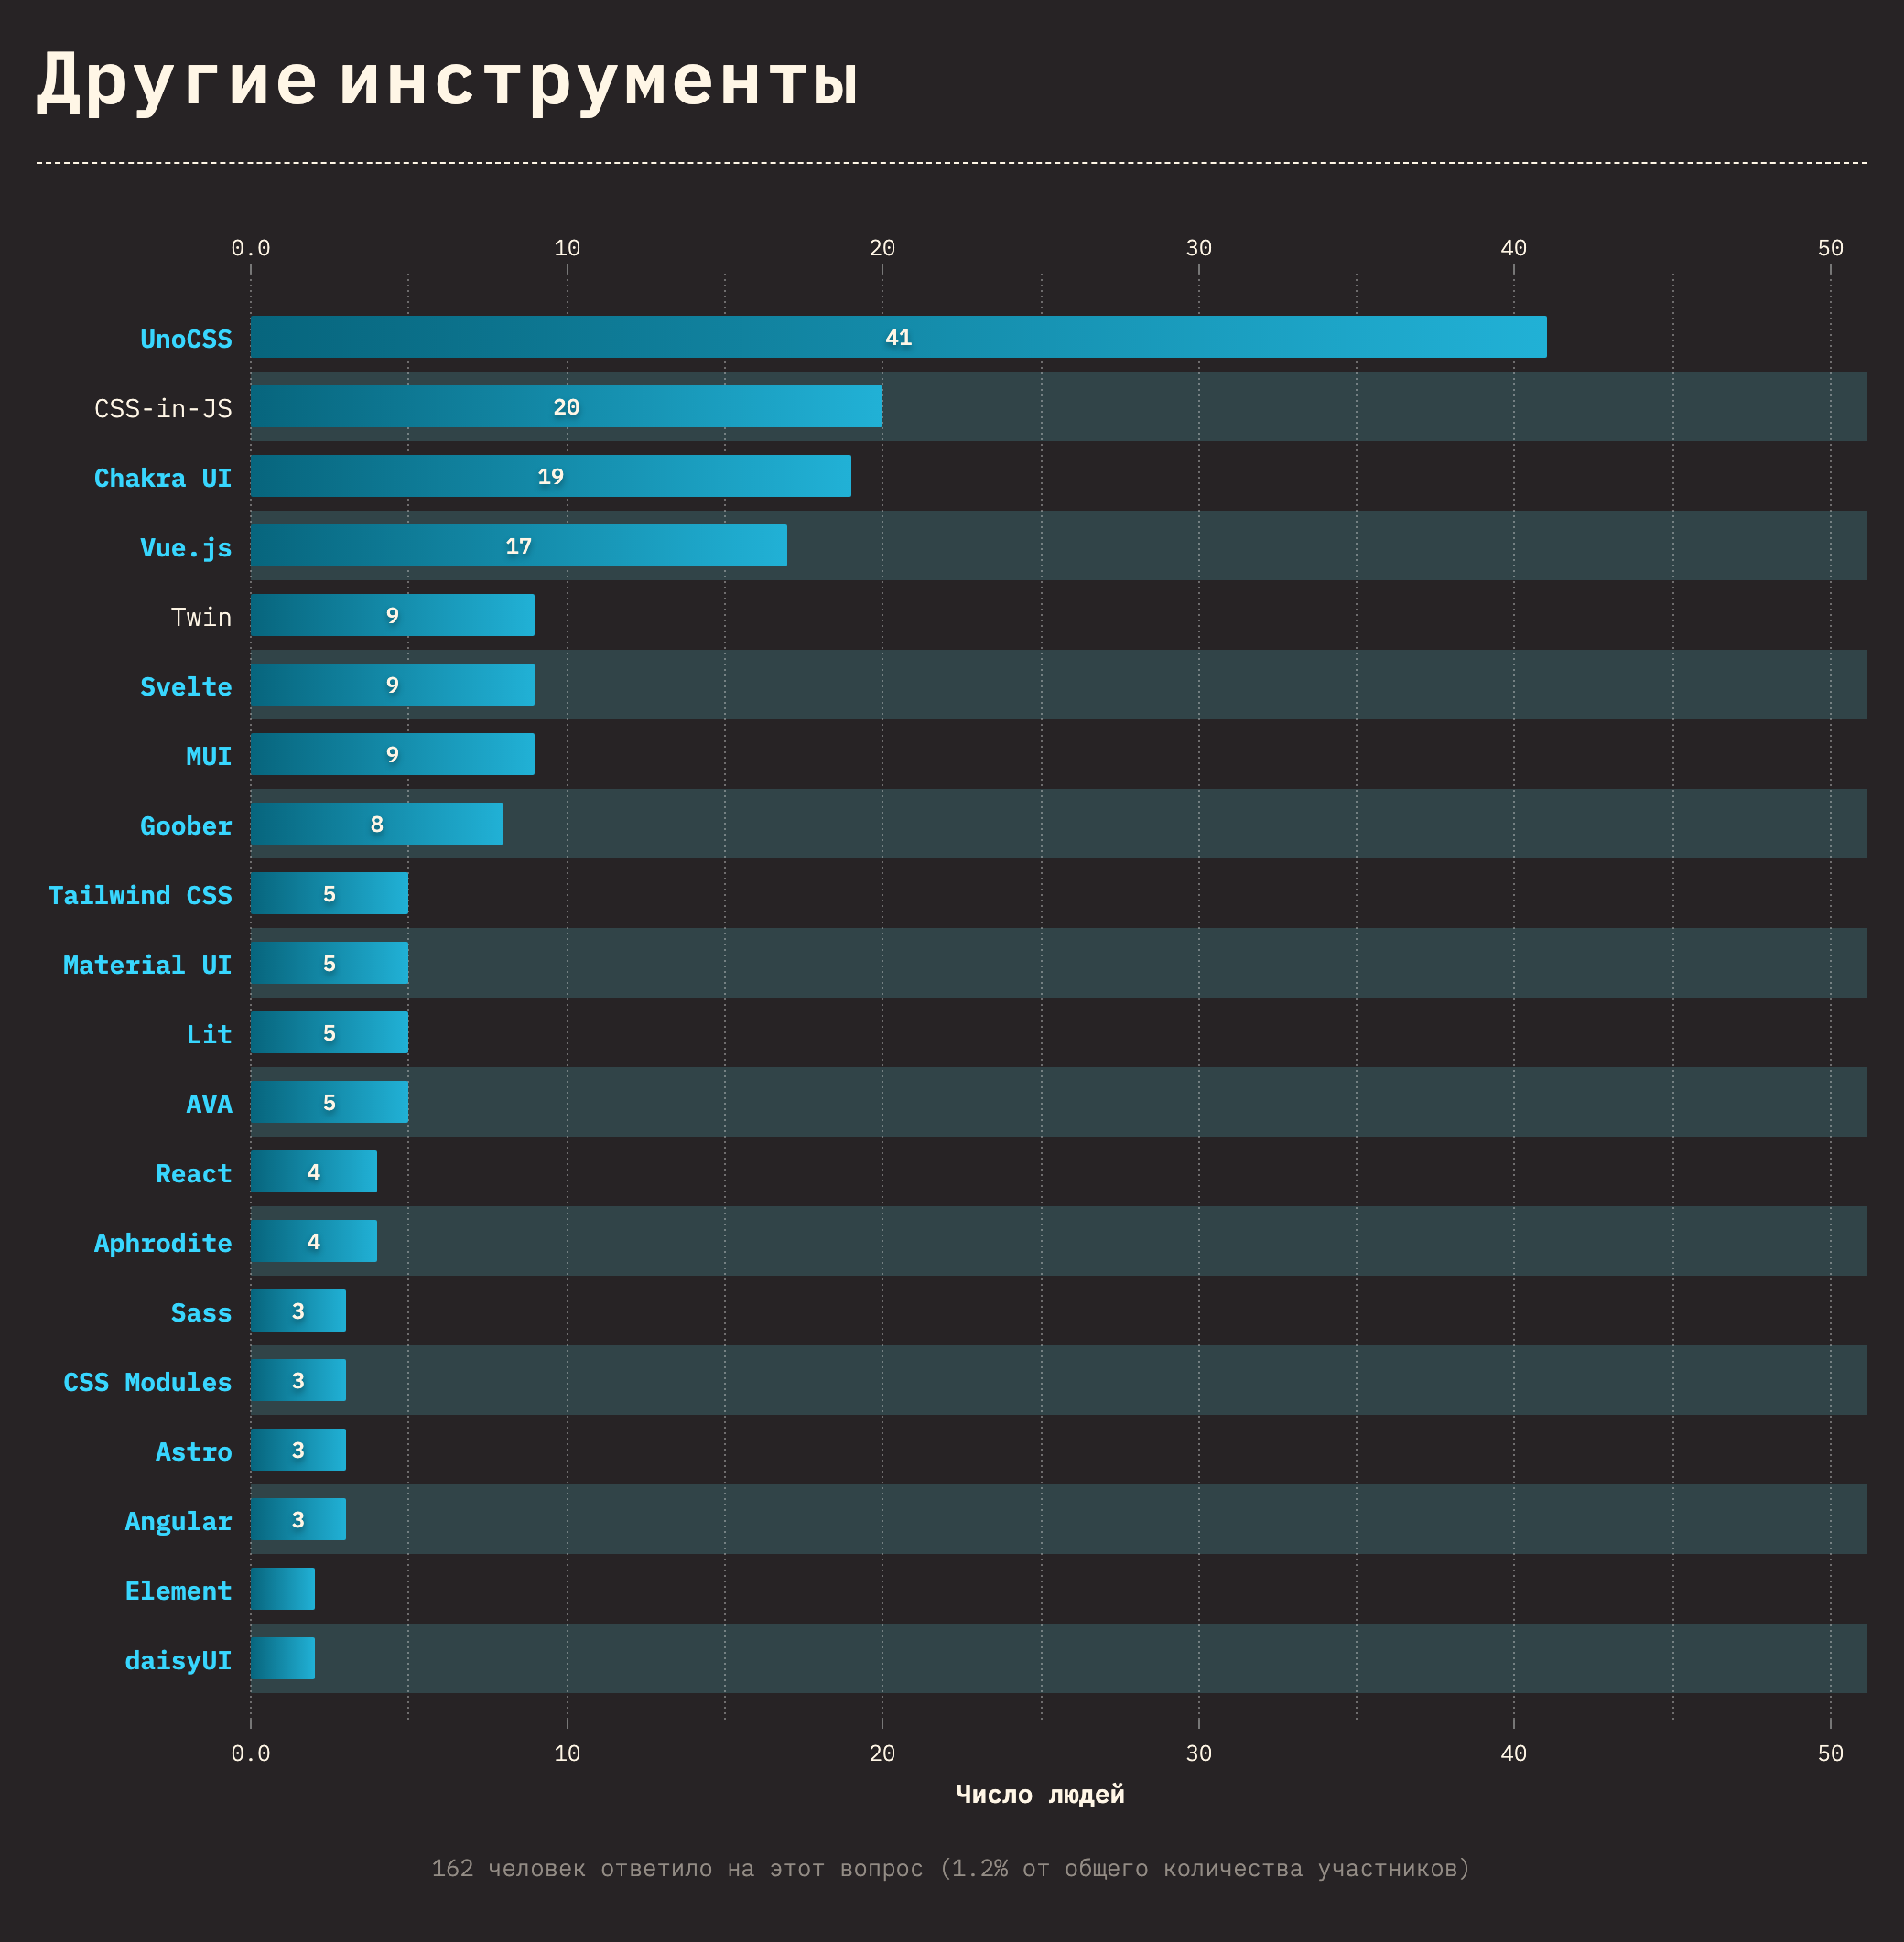 Другие инструменты
0.0 10 20 30 40 50
UnoCSS 41
CSS-in-JS 20
Chakra UI 19
Vue.js 17
Twin 9
Svelte 9
MUI 9
Goober 8
Tailwind CSS 5
Material UI 5
Lit 5
AVA 5
React 4
Aphrodite 4
Sass 3
CSS Modules 3
Astro 3
Angular 3
Element
daisyUI
0.0 10 20 30 40 50
Число людей
162 человек ответило на этот вопрос (1.2% от общего количества участников)